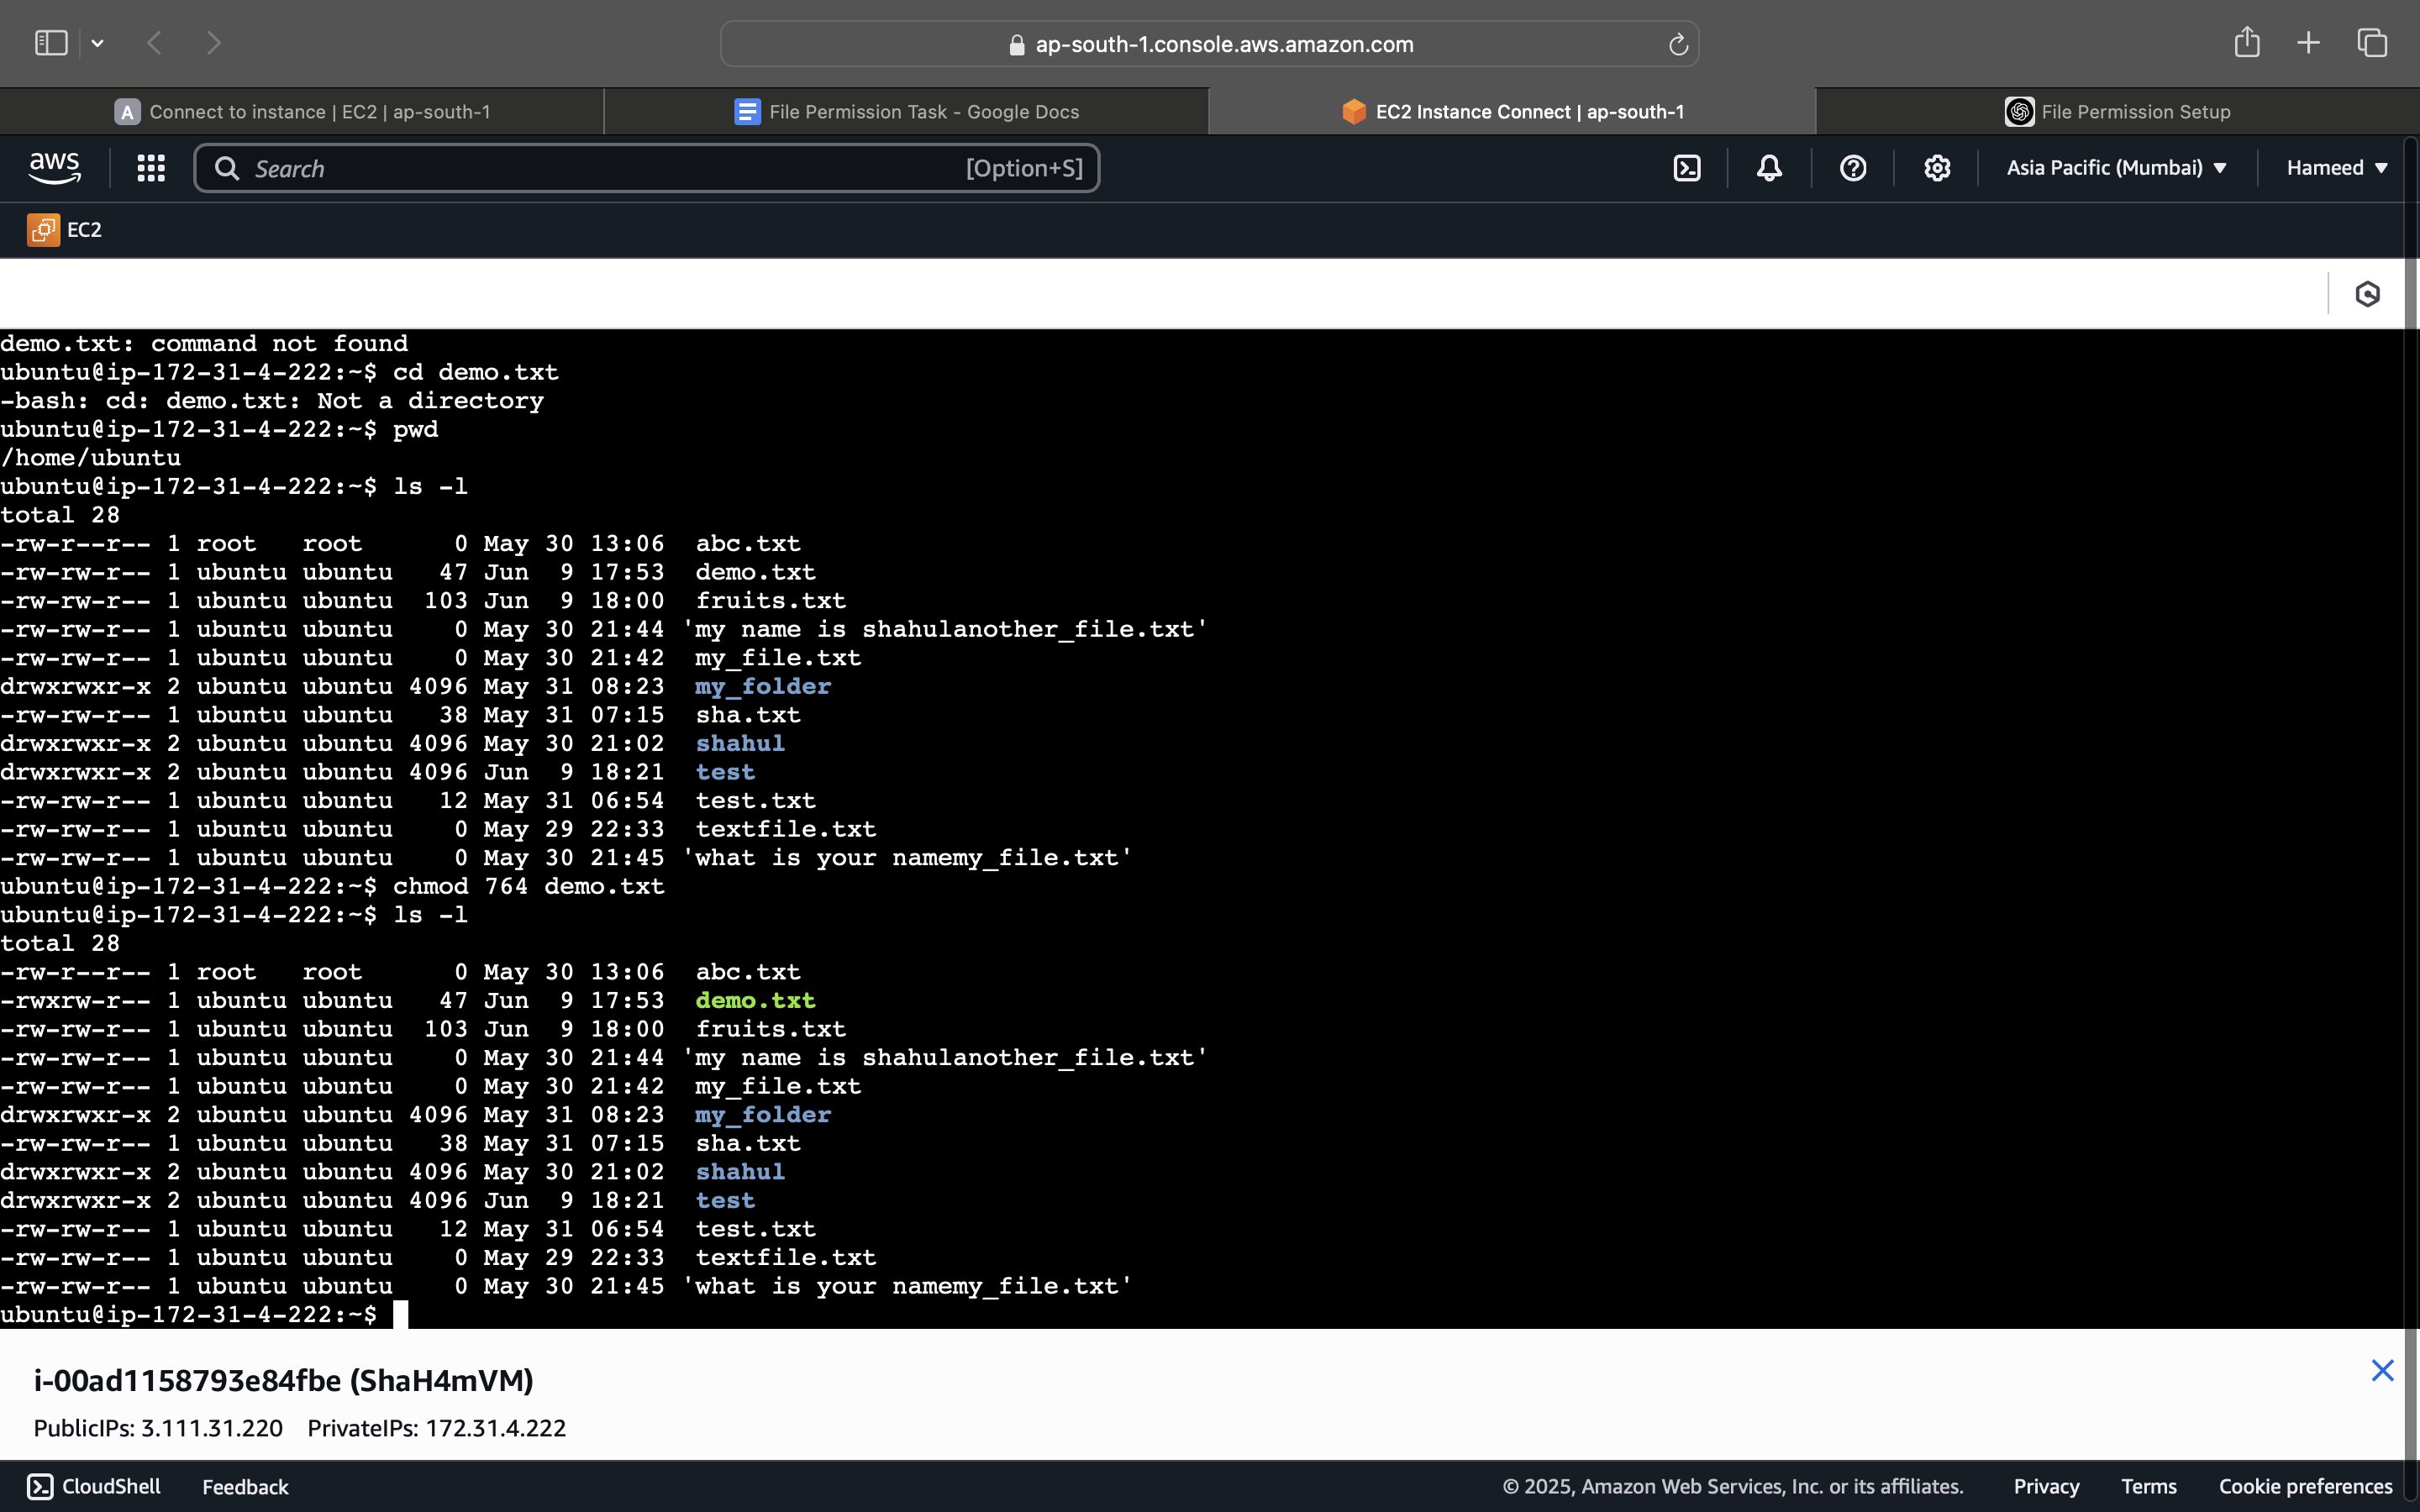 ap-south-1.console.aws.amazon.com
A Connect to instance | EC2 | ap-south-1
File Permission Task - Google Docs
EC2 Instance Connect | ap-south-1
File Permission Setup
aws
Search
[Option+S]
Asia Pacific (Mumbai) ▼
Hameed ▼
EC2
demo.txt: command not found
ubuntu@ip-172-31-4-222:~$ cd demo.txt
-bash: cd: demo.txt: Not a directory
ubuntu@ip-172-31-4-222:~$ pwd
/home/ubuntu
ubuntu@ip-172-31-4-222:~$ ls -l
total 28
-rw-r--r-- 1 root   root      0 May 30 13:06  abc.txt
-rw-rw-r-- 1 ubuntu ubuntu   47 Jun  9 17:53  demo.txt
-rw-rw-r-- 1 ubuntu ubuntu  103 Jun  9 18:00  fruits.txt
-rw-rw-r-- 1 ubuntu ubuntu    0 May 30 21:44 'my name is shahulanother_file.txt'
-rw-rw-r-- 1 ubuntu ubuntu    0 May 30 21:42  my_file.txt
drwxrwxr-x 2 ubuntu ubuntu 4096 May 31 08:23  my_folder
-rw-rw-r-- 1 ubuntu ubuntu   38 May 31 07:15  sha.txt
drwxrwxr-x 2 ubuntu ubuntu 4096 May 30 21:02  shahul
drwxrwxr-x 2 ubuntu ubuntu 4096 Jun  9 18:21  test
-rw-rw-r-- 1 ubuntu ubuntu   12 May 31 06:54  test.txt
-rw-rw-r-- 1 ubuntu ubuntu    0 May 29 22:33  textfile.txt
-rw-rw-r-- 1 ubuntu ubuntu    0 May 30 21:45 'what is your namemy_file.txt'
ubuntu@ip-172-31-4-222:~$ chmod 764 demo.txt
ubuntu@ip-172-31-4-222:~$ ls -l
total 28
-rw-r--r-- 1 root   root      0 May 30 13:06  abc.txt
-rwxrw-r-- 1 ubuntu ubuntu   47 Jun  9 17:53  demo.txt
-rw-rw-r-- 1 ubuntu ubuntu  103 Jun  9 18:00  fruits.txt
-rw-rw-r-- 1 ubuntu ubuntu    0 May 30 21:44 'my name is shahulanother_file.txt'
-rw-rw-r-- 1 ubuntu ubuntu    0 May 30 21:42  my_file.txt
drwxrwxr-x 2 ubuntu ubuntu 4096 May 31 08:23  my_folder
-rw-rw-r-- 1 ubuntu ubuntu   38 May 31 07:15  sha.txt
drwxrwxr-x 2 ubuntu ubuntu 4096 May 30 21:02  shahul
drwxrwxr-x 2 ubuntu ubuntu 4096 Jun  9 18:21  test
-rw-rw-r-- 1 ubuntu ubuntu   12 May 31 06:54  test.txt
-rw-rw-r-- 1 ubuntu ubuntu    0 May 29 22:33  textfile.txt
-rw-rw-r-- 1 ubuntu ubuntu    0 May 30 21:45 'what is your namemy_file.txt'
ubuntu@ip-172-31-4-222:~$
i-00ad1158793e84fbe (ShaH4mVM)
PublicIPs: 3.111.31.220 PrivateIPs: 172.31.4.222
CloudShell
Feedback
© 2025, Amazon Web Services, Inc. or its affiliates.
Privacy
Terms
Cookie preferences